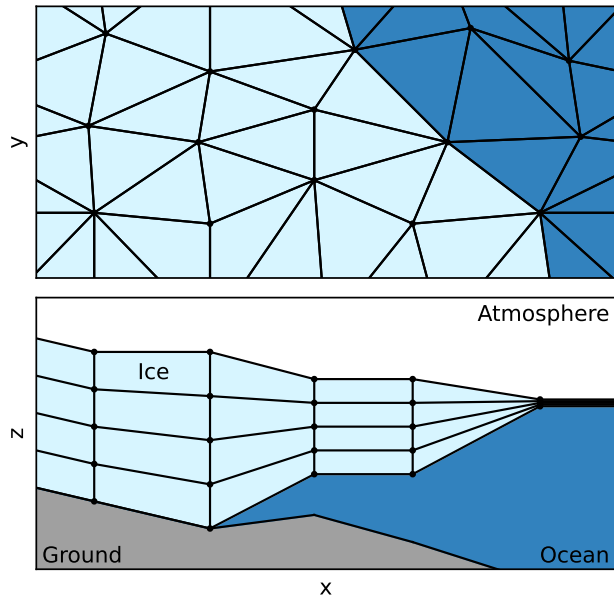 y
Atmosphere
Ice
z
Ground
Ocean
x